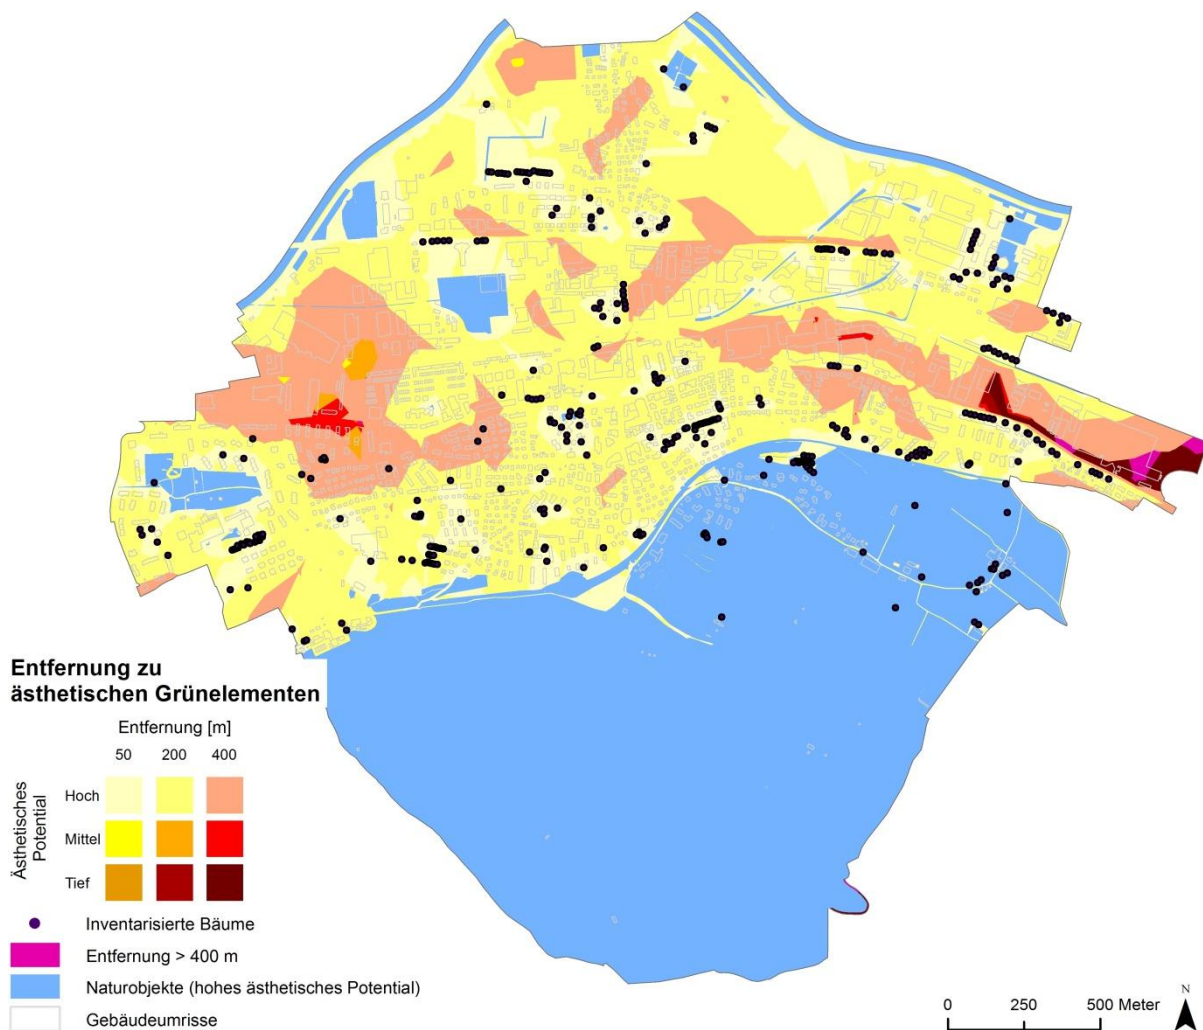 Entfernung zu
ästhetischen Grünelementen
Entfernung [m]
50 200 400
Ästhetisches
Potential
Hoch
Mittel
Tief
Inventarisierte Bäume
Entfernung > 400 m
Naturobjekte (hohes ästhetisches Potential)
Gebäudeumrisse
0 250 500 Meter
N